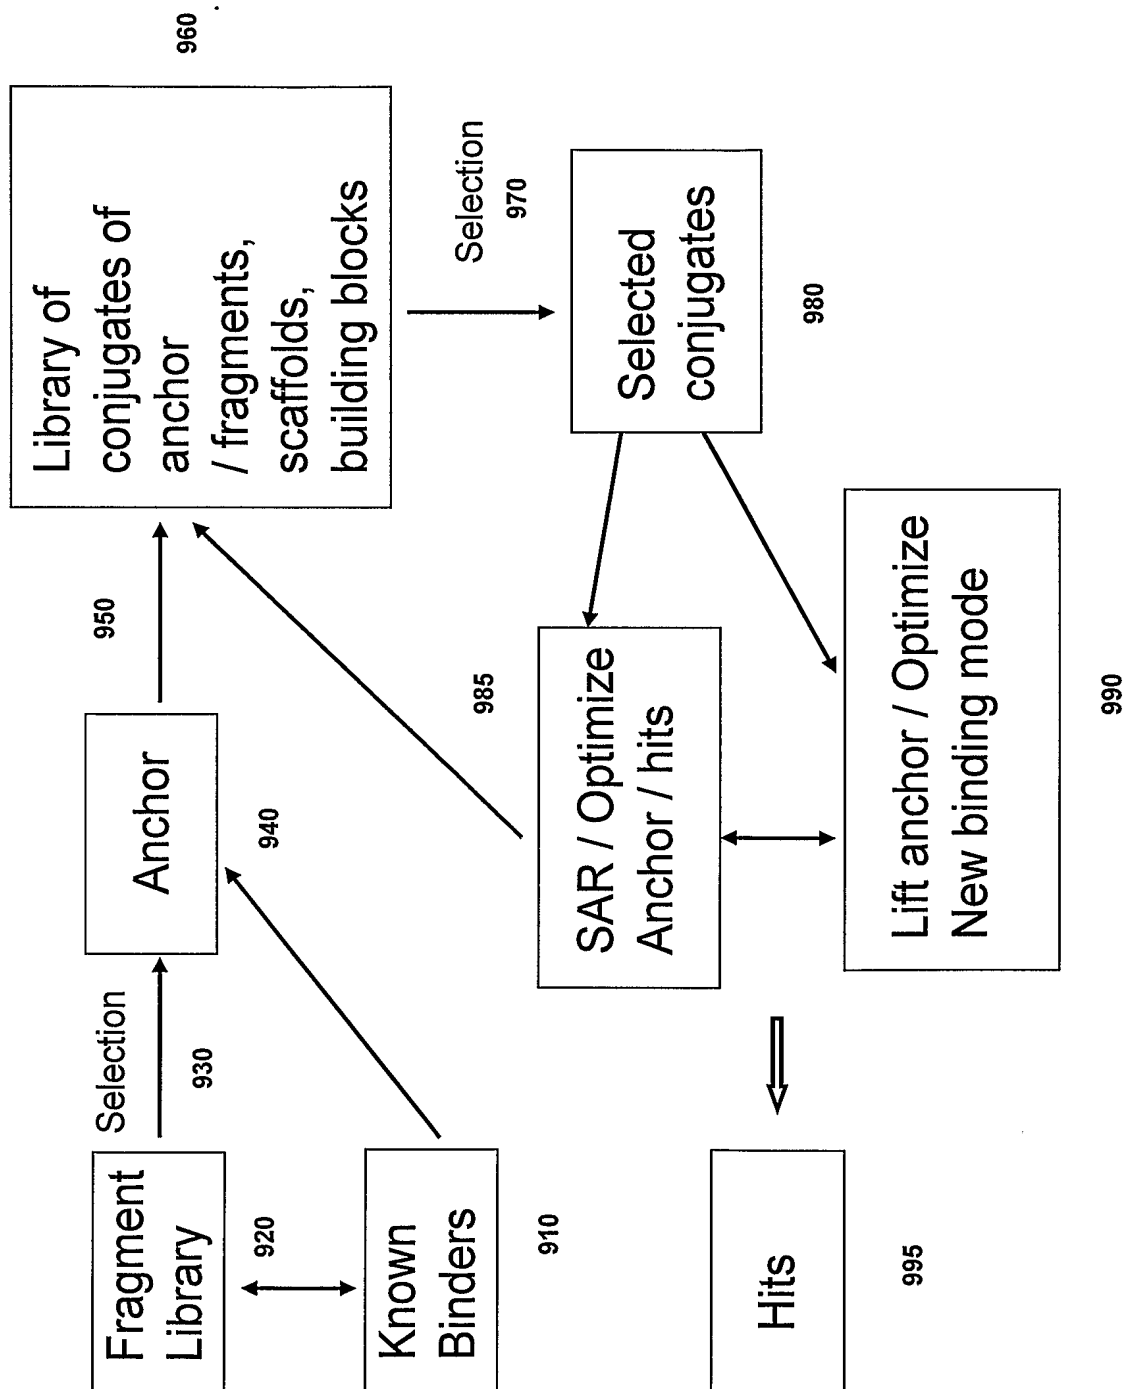 Fragment
Library
920
Known
Binders
910
Selection
930
Anchor
940
950
Library of
conjugates of
anchor
/ fragments,
scaffolds,
building blocks
960
Selection
970
Selected
conjugates
980
SAR / Optimize
Anchor / hits
985
Lift anchor / Optimize
New binding mode
990
Hits
995